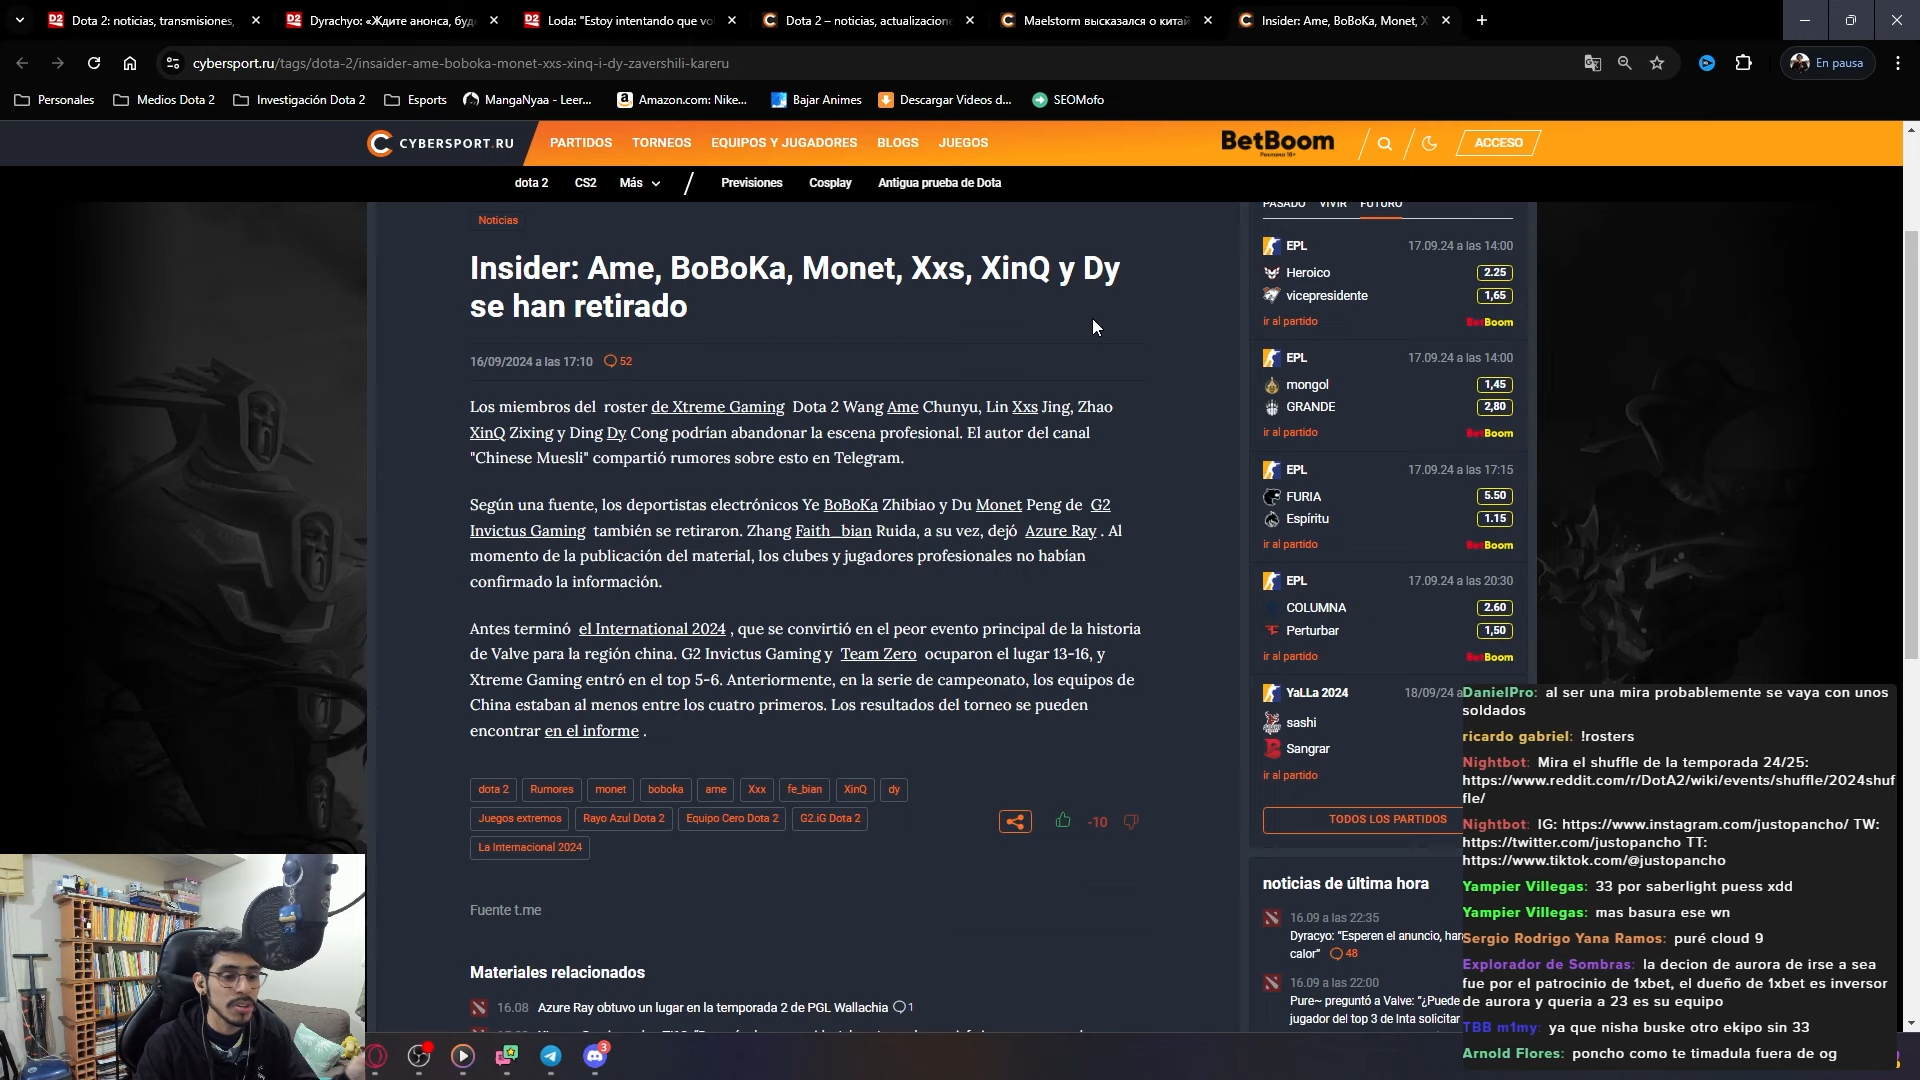 Dota 2: noticias, transmisiones,
Dyrachyo: «Ждите анонса, буд
Loda: "Estoy intentando que vo
Dota 2 – noticias, actualizacion
Maelstorm высказался о китай
Insider: Ame, BoBoKa, Monet, X
cybersport.ru/tags/dota-2/insaider-ame-boboka-monet-xxs-xinq-i-dy-zavershili-kareru
En pausa
Personales
Medios Dota 2
Investigación Dota 2
Esports
MangaNyaa - Leer...
Amazon.com: Nike...
Bajar Animes
Descargar Videos d...
SEOMofo
CYBERSPORT.RU
PARTIDOS
TORNEOS
EQUIPOS Y JUGADORES
BLOGS
JUEGOS
BetBoom
Реклама 18+
ACCESO
dota 2
CS2
Más
Previsiones
Cosplay
Antigua prueba de Dota
Noticias
Insider: Ame, BoBoKa, Monet, Xxs, XinQ y Dy
se han retirado
16/09/2024 a las 17:10
52
Los miembros del roster de Xtreme Gaming Dota 2 Wang Ame Chunyu, Lin Xxs Jing, Zhao
XinQ Zixing y Ding Dy Cong podrían abandonar la escena profesional. El autor del canal
"Chinese Muesli" compartió rumores sobre esto en Telegram.
Según una fuente, los deportistas electrónicos Ye BoBoKa Zhibiao y Du Monet Peng de G2
Invictus Gaming también se retiraron. Zhang Faith_bian Ruida, a su vez, dejó Azure Ray . Al
momento de la publicación del material, los clubes y jugadores profesionales no habían
confirmado la información.
Antes terminó el International 2024 , que se convirtió en el peor evento principal de la historia
de Valve para la región china. G2 Invictus Gaming y Team Zero ocuparon el lugar 13-16, y
Xtreme Gaming entró en el top 5-6. Anteriormente, en la serie de campeonato, los equipos de
China estaban al menos entre los cuatro primeros. Los resultados del torneo se pueden
encontrar en el informe .
dota 2
Rumores
monet
boboka
ame
Xxx
fe_bian
XinQ
dy
Juegos extremos
Rayo Azul Dota 2
Equipo Cero Dota 2
G2.iG Dota 2
La Internacional 2024
-10
Fuente t.me
Materiales relacionados
16.08 Azure Ray obtuvo un lugar en la temporada 2 de PGL Wallachia 1
PASADO VIVIR FUTURO
EPL 17.09.24 a las 14:00
Heroico 2.25
vicepresidente 1,65
ir al partido BetBoom
EPL 17.09.24 a las 14:00
mongol 1,45
GRANDE 2,80
ir al partido BetBoom
EPL 17.09.24 a las 17:15
FURIA 5.50
Espíritu 1.15
ir al partido BetBoom
EPL 17.09.24 a las 20:30
COLUMNA 2.60
Perturbar 1,50
ir al partido BetBoom
YaLLa 2024 18/09/24 a
sashi
Sangrar
ir al partido
TODOS LOS PARTIDOS
noticias de última hora
16.09 a las 22:35
Dyracyo: "Esperen el anuncio, har
calor" 48
16.09 a las 22:00
Pure~ preguntó a Valve: "¿Puede
jugador del top 3 de Inta solicitar
DanielPro: al ser una mira probablemente se vaya con unos
soldados
ricardo gabriel: !rosters
Nightbot: Mira el shuffle de la temporada 24/25:
https://www.reddit.com/r/DotA2/wiki/events/shuffle/2024shuf
fle/
Nightbot: IG: https://www.instagram.com/justopancho/ TW:
https://twitter.com/justopancho TT:
https://www.tiktok.com/@justopancho
Yampier Villegas: 33 por saberlight puess xdd
Yampier Villegas: mas basura ese wn
Sergio Rodrigo Yana Ramos: puré cloud 9
Explorador de Sombras: la decion de aurora de irse a sea
fue por el patrocinio de 1xbet, el dueño de 1xbet es inversor
de aurora y queria a 23 es su equipo
TBB m1my: ya que nisha buske otro ekipo sin 33
Arnold Flores: poncho como te timadula fuera de og
3